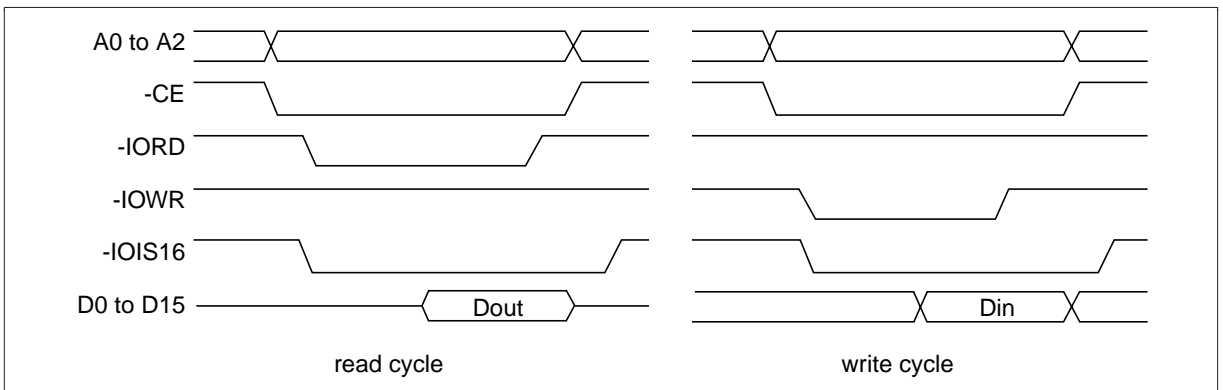 A0 to A2
-CE
-IORD
-IOWR
-IOIS16
D0 to D15 Dout Din
read cycle write cycle